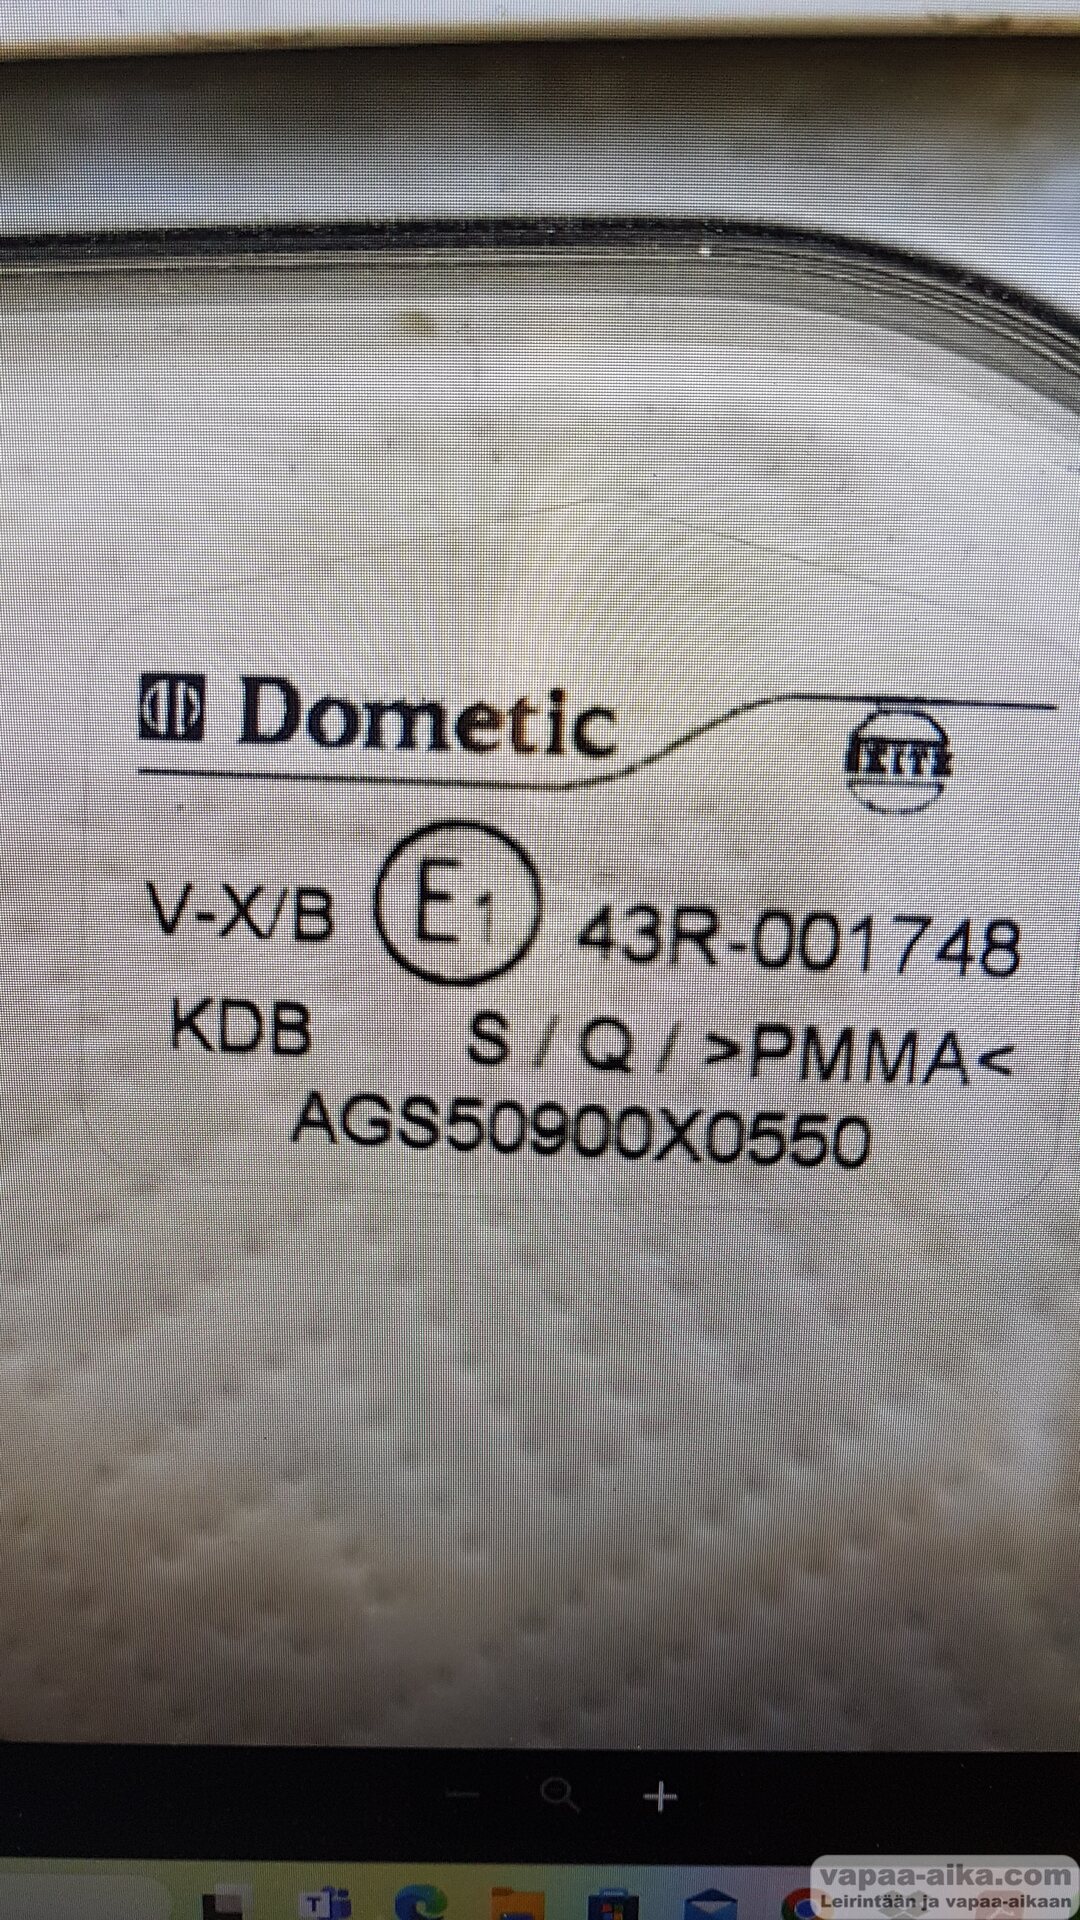 Dometic
V-X/B E1 43R-001748
KDB S / Q / >PMMA<
AGS50900X0550
vapaa-aika.com
Leirintään ja vapaa-aikaan